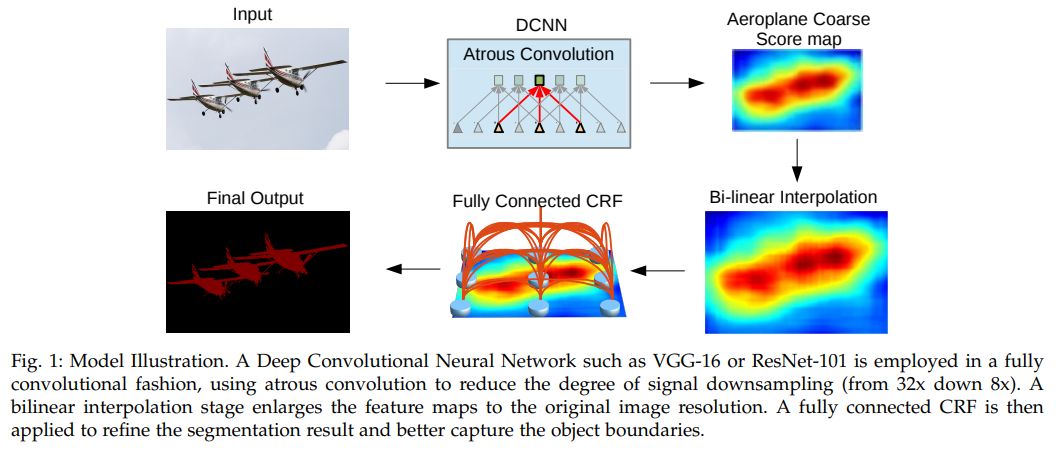 Input
DCNN
Atrous Convolution
Aeroplane Coarse
Score map
Bi-linear Interpolation
Fully Connected CRF
Final Output
Fig. 1: Model Illustration. A Deep Convolutional Neural Network such as VGG-16 or ResNet-101 is employed in a fully
convolutional fashion, using atrous convolution to reduce the degree of signal downsampling (from 32x down 8x). A
bilinear interpolation stage enlarges the feature maps to the original image resolution. A fully connected CRF is then
applied to refine the segmentation result and better capture the object boundaries.